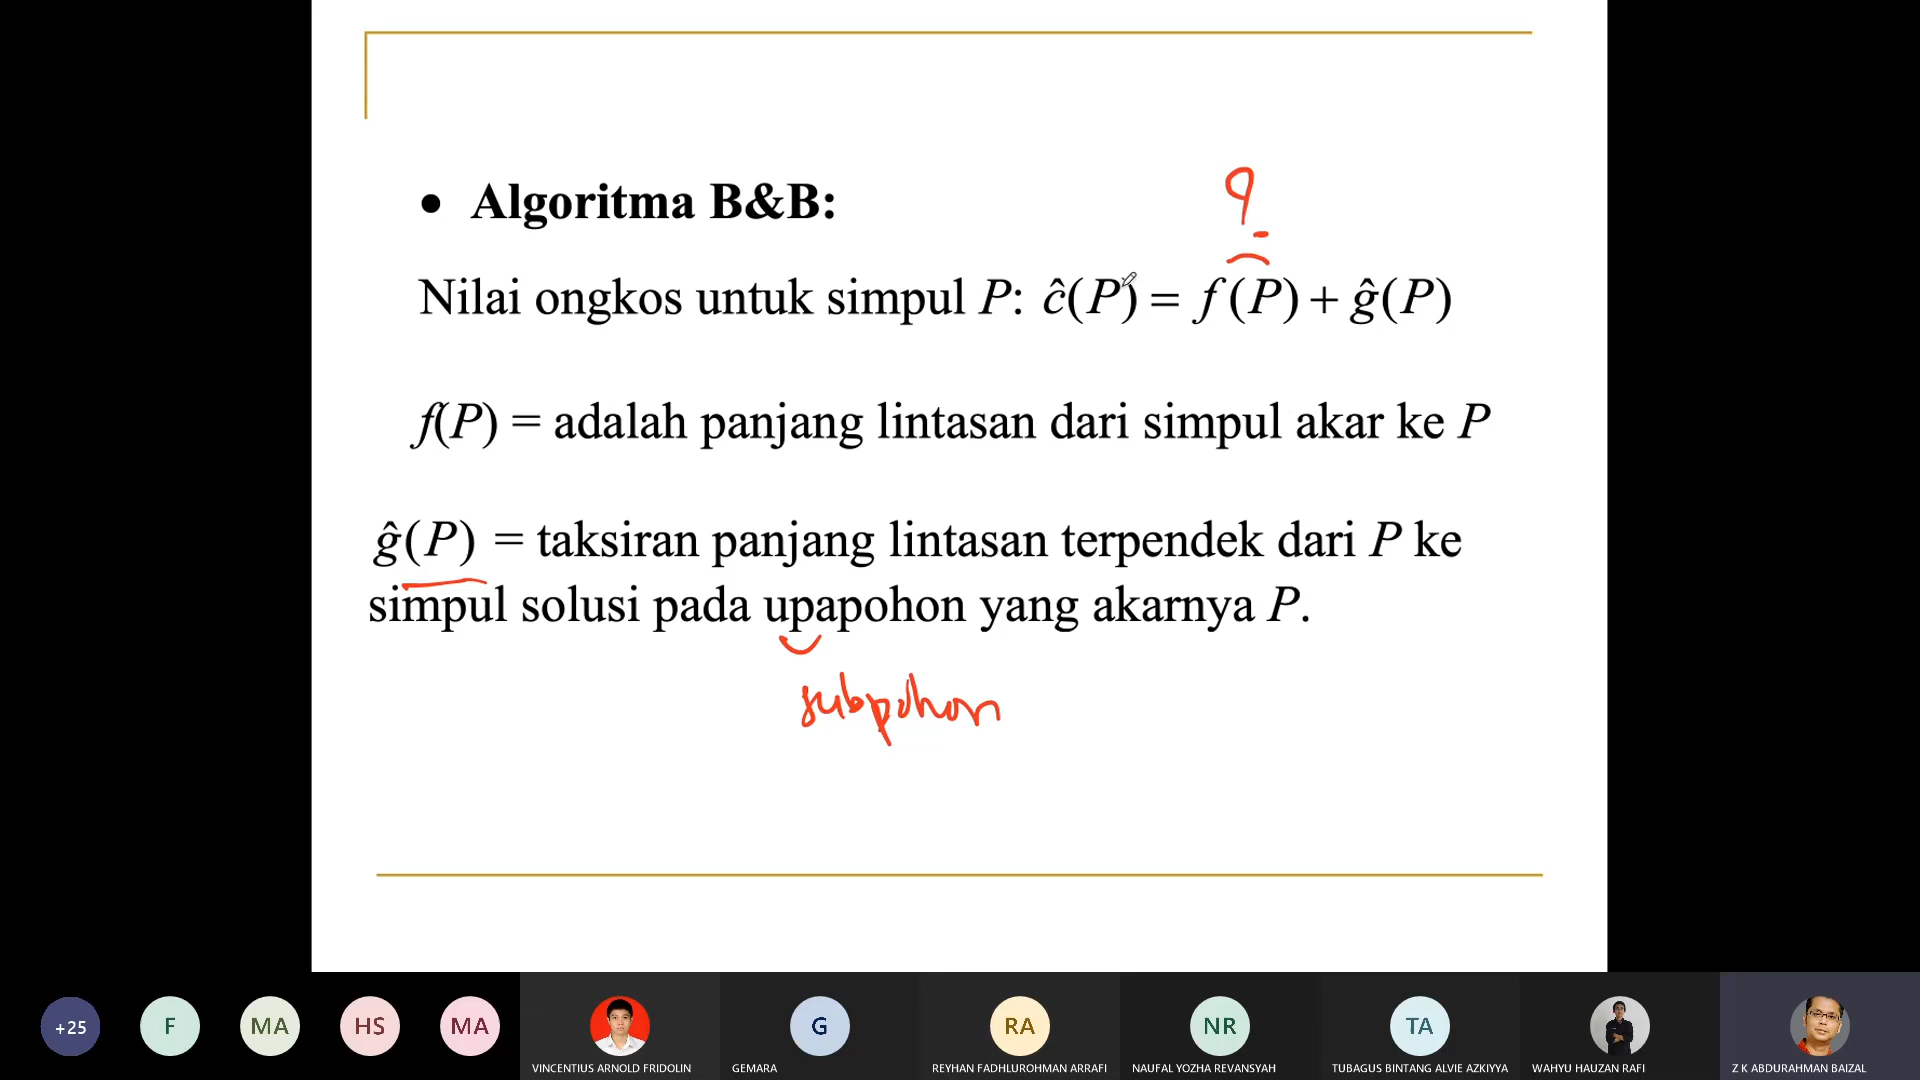 9
• Algoritma B&B:
Nilai ongkos untuk simpul P: ĉ(P) = f(P) + ĝ(P)
f(P) = adalah panjang lintasan dari simpul akar ke P
ĝ(P) = taksiran panjang lintasan terpendek dari P ke
simpul solusi pada upapohon yang akarnya P.
subpohon
+25
F
MA
HS
MA
VINCENTIUS ARNOLD FRIDOLIN
G
GEMARA
RA
REYHAN FADHLUROHMAN ARRAFI
NR
NAUFAL YOZHA REVANSYAH
TA
TUBAGUS BINTANG ALVIE AZKIYYA
WAHYU HAUZAN RAFI
Z K ABDURAHMAN BAIZAL